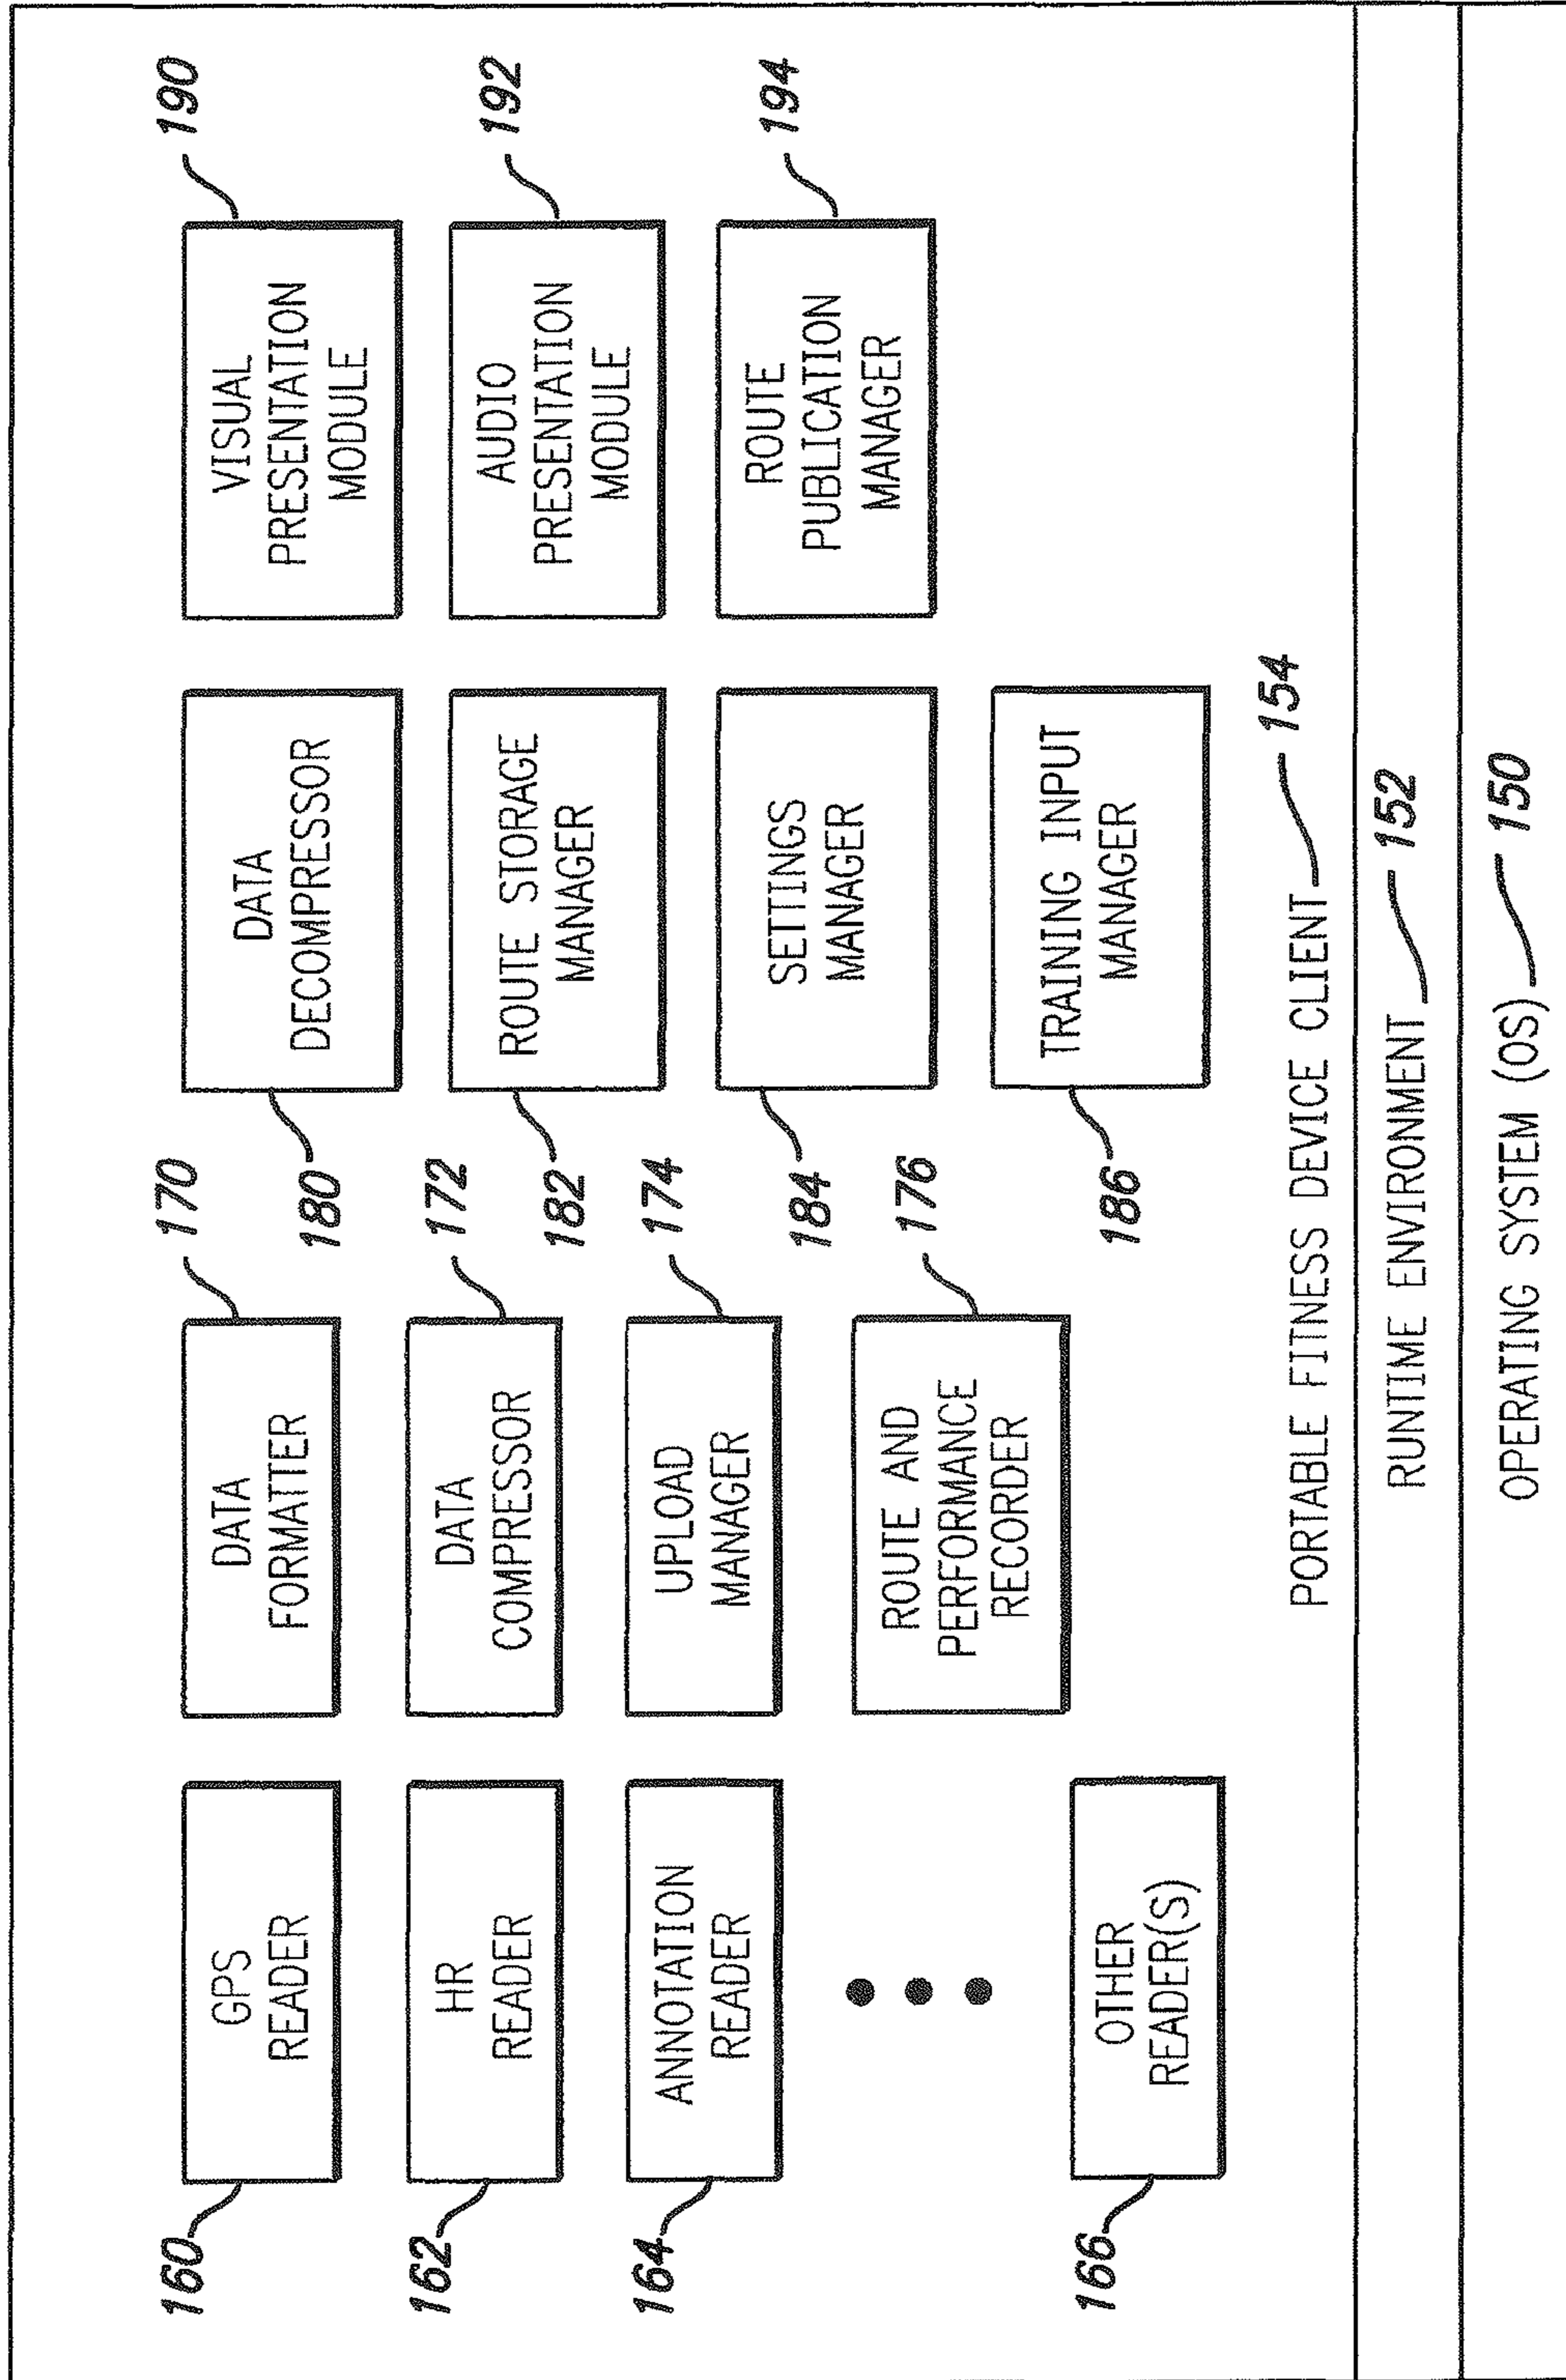 160
GPS
READER
162
HR
READER
164
ANNOTATION
READER
166
OTHER
READER(S)
170
DATA
FORMATTER
172
DATA
COMPRESSOR
174
UPLOAD
MANAGER
176
ROUTE AND
PERFORMANCE
RECORDER
180
DATA
DECOMPRESSOR
182
ROUTE STORAGE
MANAGER
184
SETTINGS
MANAGER
186
TRAINING INPUT
MANAGER
190
VISUAL
PRESENTATION
MODULE
192
AUDIO
PRESENTATION
MODULE
194
ROUTE
PUBLICATION
MANAGER
PORTABLE FITNESS DEVICE CLIENT 154
RUNTIME ENVIRONMENT 152
OPERATING SYSTEM (OS) 150